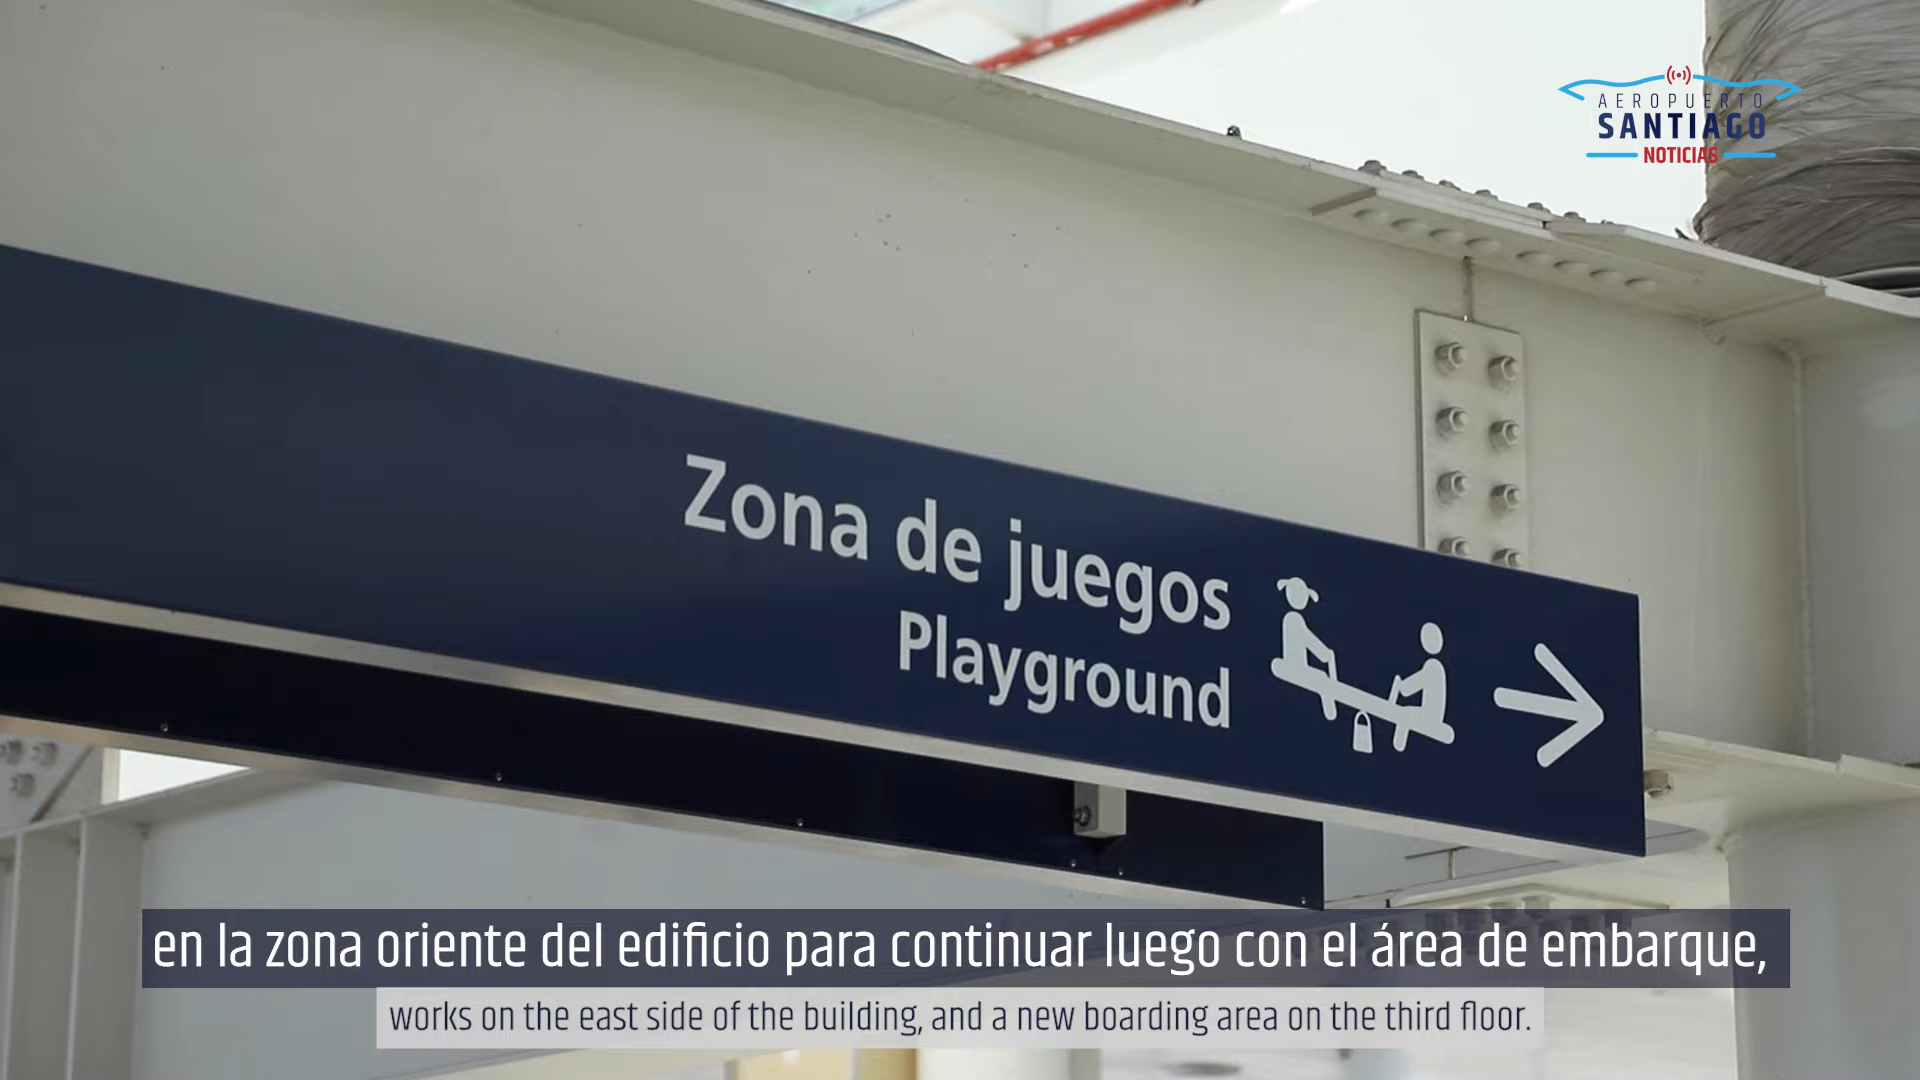 AEROPUERTO
SANTIAGO
NOTICIAS
Zona de juegos
Playground
en la zona oriente del edificio para continuar luego con el área de embarque,
works on the east side of the building, and a new boarding area on the third floor.